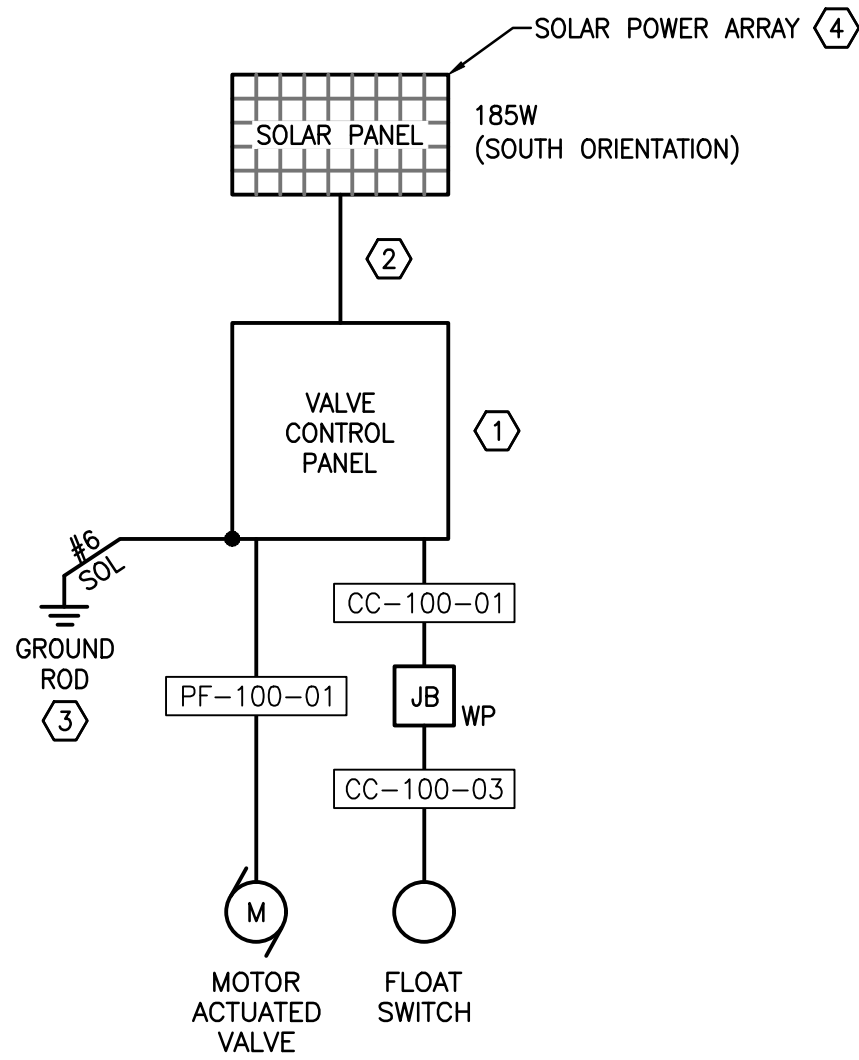 SOLAR POWER ARRAY 4
SOLAR PANEL
185W
(SOUTH ORIENTATION)
2
VALVE
CONTROL
PANEL
1
#6
SOL
GROUND
ROD
3
CC-100-01
PF-100-01
JB
WP
CC-100-03
M
MOTOR
ACTUATED
VALVE
FLOAT
SWITCH